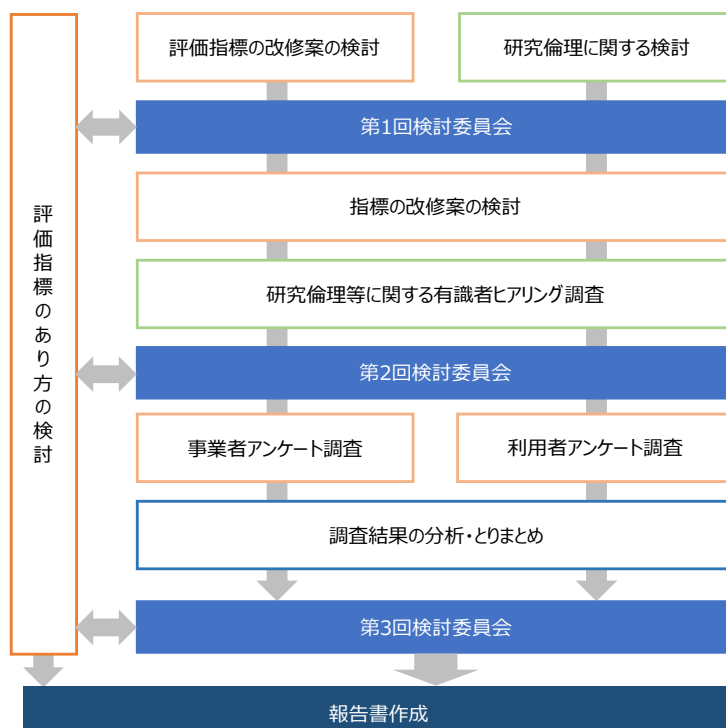 評価指標の改修案の検討
研究倫理に関する検討
第1回検討委員会
指標の改修案の検討
研究倫理等に関する有識者ヒアリング調査
第2回検討委員会
事業者アンケート調査
利用者アンケート調査
調査結果の分析・とりまとめ
第3回検討委員会
評価指標のあり方の検討
報告書作成